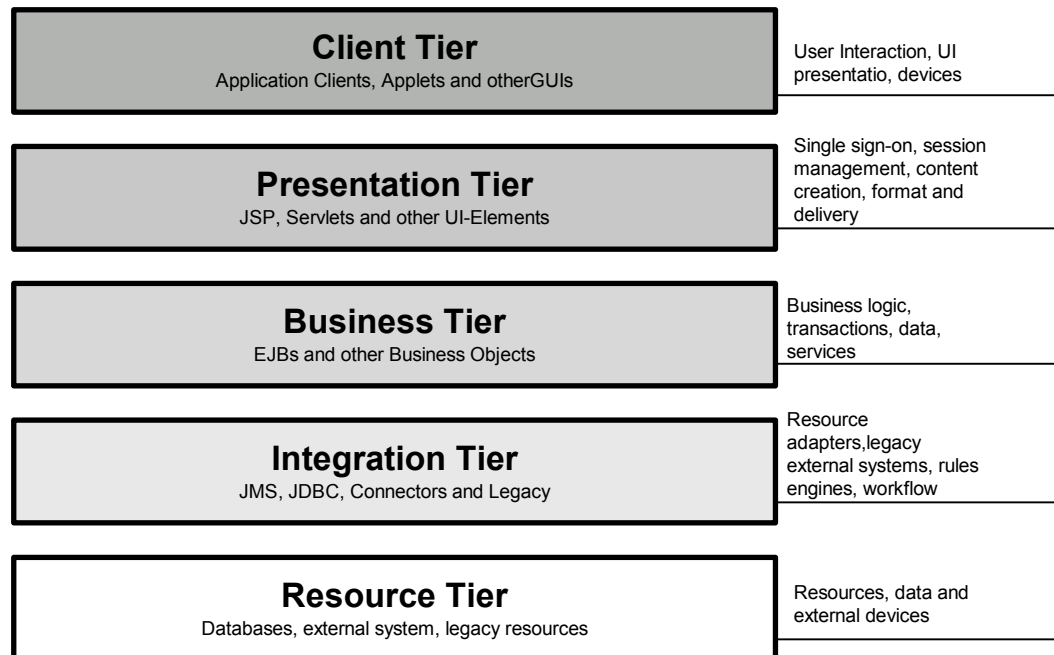 Client Tier
Application Clients, Applets and otherGUIs
User Interaction, UI
presentatio, devices
Presentation Tier
JSP, Servlets and other UI-Elements
Single sign-on, session
management, content
creation, format and
delivery
Business Tier
EJBs and other Business Objects
Business logic,
transactions, data,
services
Integration Tier
JMS, JDBC, Connectors and Legacy
Resource
adapters,legacy
external systems, rules
engines, workflow
Resource Tier
Databases, external system, legacy resources
Resources, data and
external devices